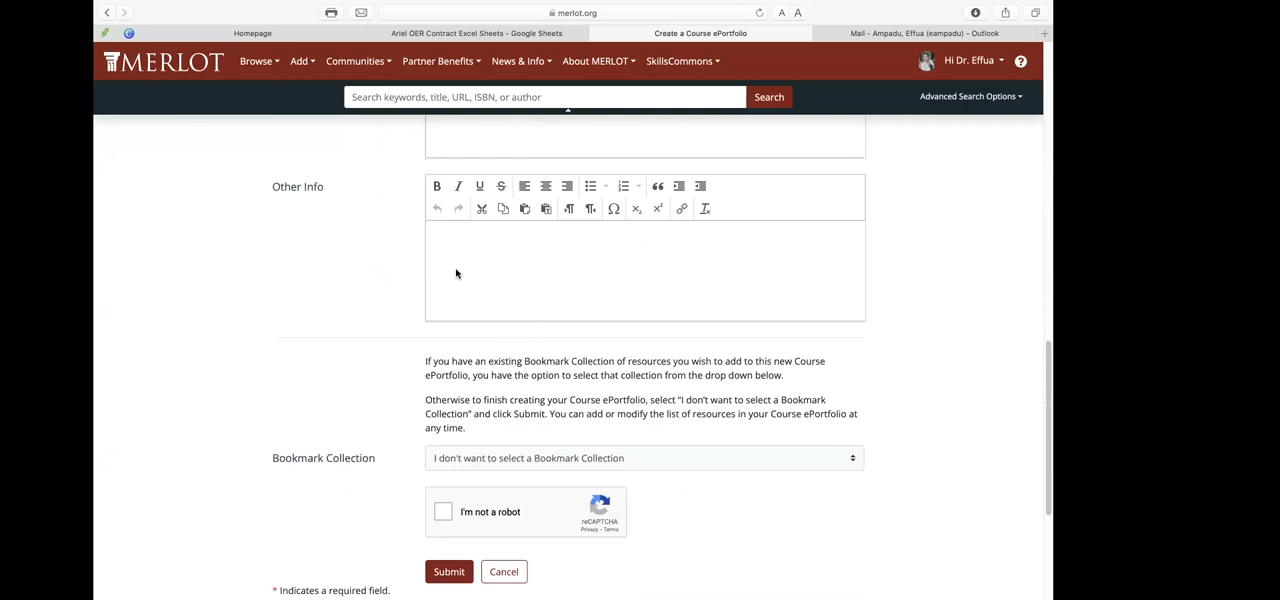 merlot.org
A A
Homepage
Ariel OER Contract Excel Sheets - Google Sheets
Create a Course ePortfolio
Mail - Ampadu, Effua (eampadu) - Outlook
MERLOT
Browse
Add
Communities
Partner Benefits
News & Info
About MERLOT
SkillsCommons
Hi Dr. Effua
Search keywords, title, URL, ISBN, or author
Search
Advanced Search Options
Other Info
If you have an existing Bookmark Collection of resources you wish to add to this new Course
ePortfolio, you have the option to select that collection from the drop down below.
Otherwise to finish creating your Course ePortfolio, select “I don’t want to select a Bookmark
Collection” and click Submit. You can add or modify the list of resources in your Course ePortfolio at
any time.
Bookmark Collection
I don't want to select a Bookmark Collection
I'm not a robot
reCAPTCHA
Privacy - Terms
Submit
Cancel
* Indicates a required field.